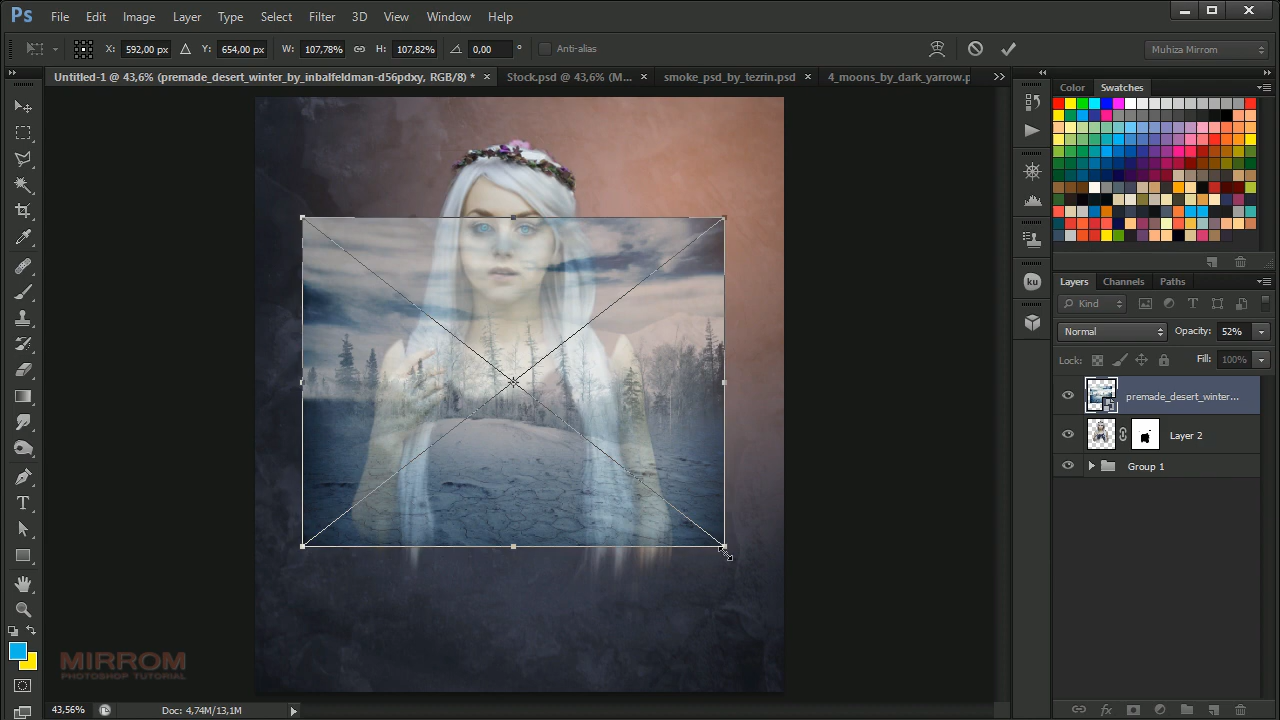 Ps File Edit Image Layer Type Select Filter 3D View Window Help
X: 592,00 px Y: 654,00 px W: 107,78% H: 107,82% 0,00 ° Anti-alias Muhiza Mirrom
Untitled-1 @ 43,6% (premade_desert_winter_by_inbalfeldman-d56pdxy, RGB/8) * × Stock.psd @ 43,6% (M... × smoke_psd_by_tezrin.psd × 4_moons_by_dark_yarrow.p
Color Swatches
ku
Layers Channels Paths
Kind
Normal Opacity: 52%
Lock: Fill: 100%
premade_desert_winter...
Layer 2
Group 1
MIRROM
PHOTOSHOP TUTORIAL
43,56% Doc: 4,74M/13,1M